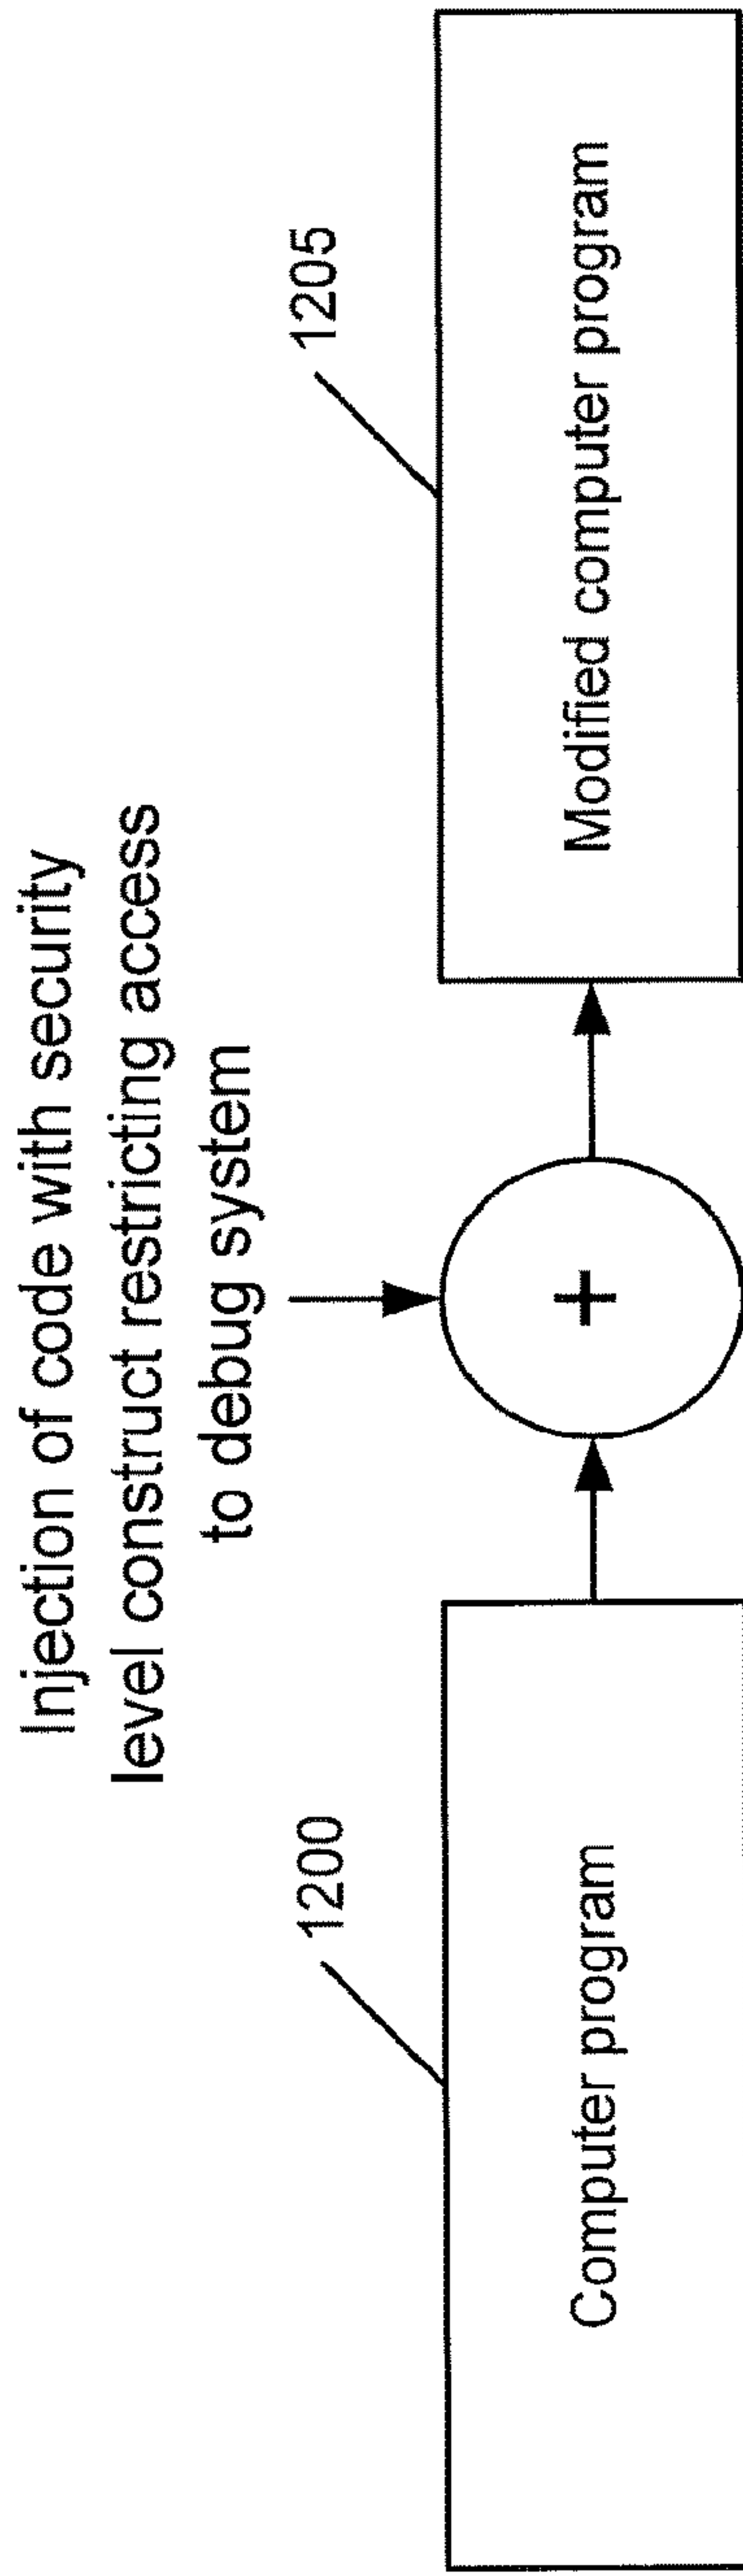 Injection of code with security
level construct restricting access
to debug system
1200
1205
Computer program
+
Modified computer program